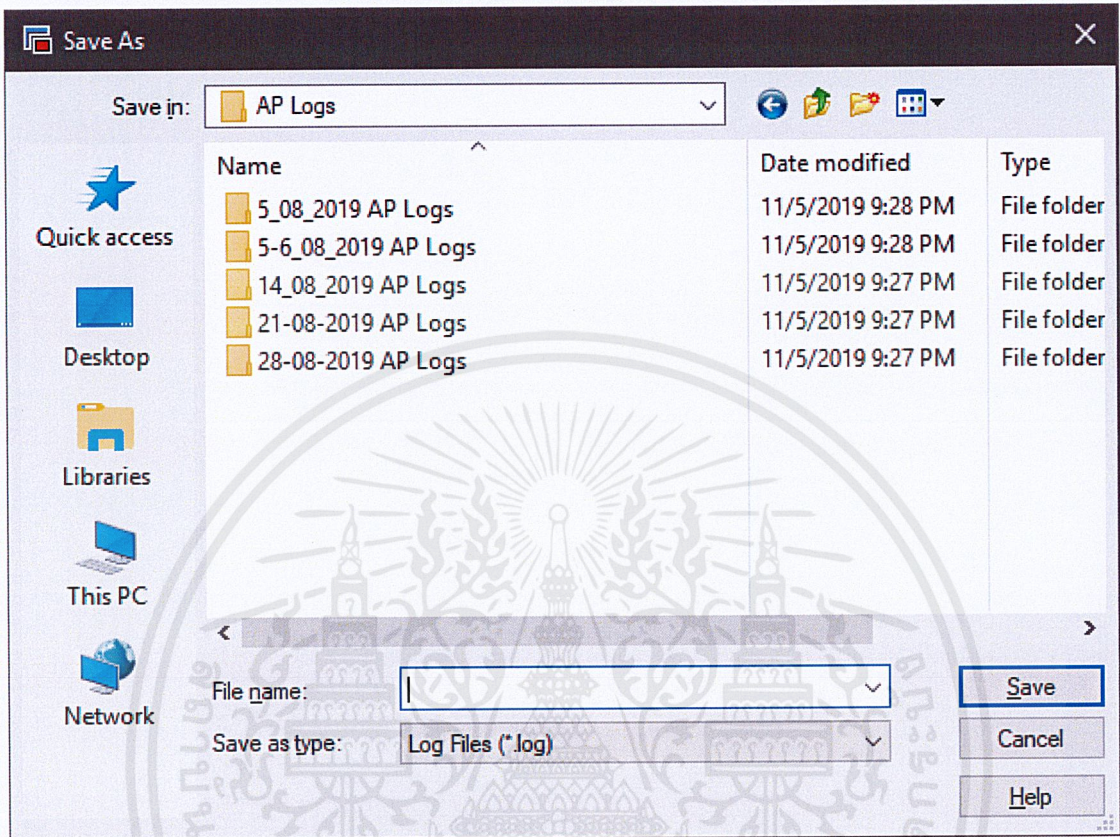 Save As
Save in: AP Logs
Name Date modified Type
5_08_2019 AP Logs 11/5/2019 9:28 PM File folder
5-6_08_2019 AP Logs 11/5/2019 9:28 PM File folder
14_08_2019 AP Logs 11/5/2019 9:27 PM File folder
21-08-2019 AP Logs 11/5/2019 9:27 PM File folder
28-08-2019 AP Logs 11/5/2019 9:27 PM File folder
Quick access
Desktop
Libraries
This PC
Network
File name:
Save as type: Log Files (*.log)
Save
Cancel
Help